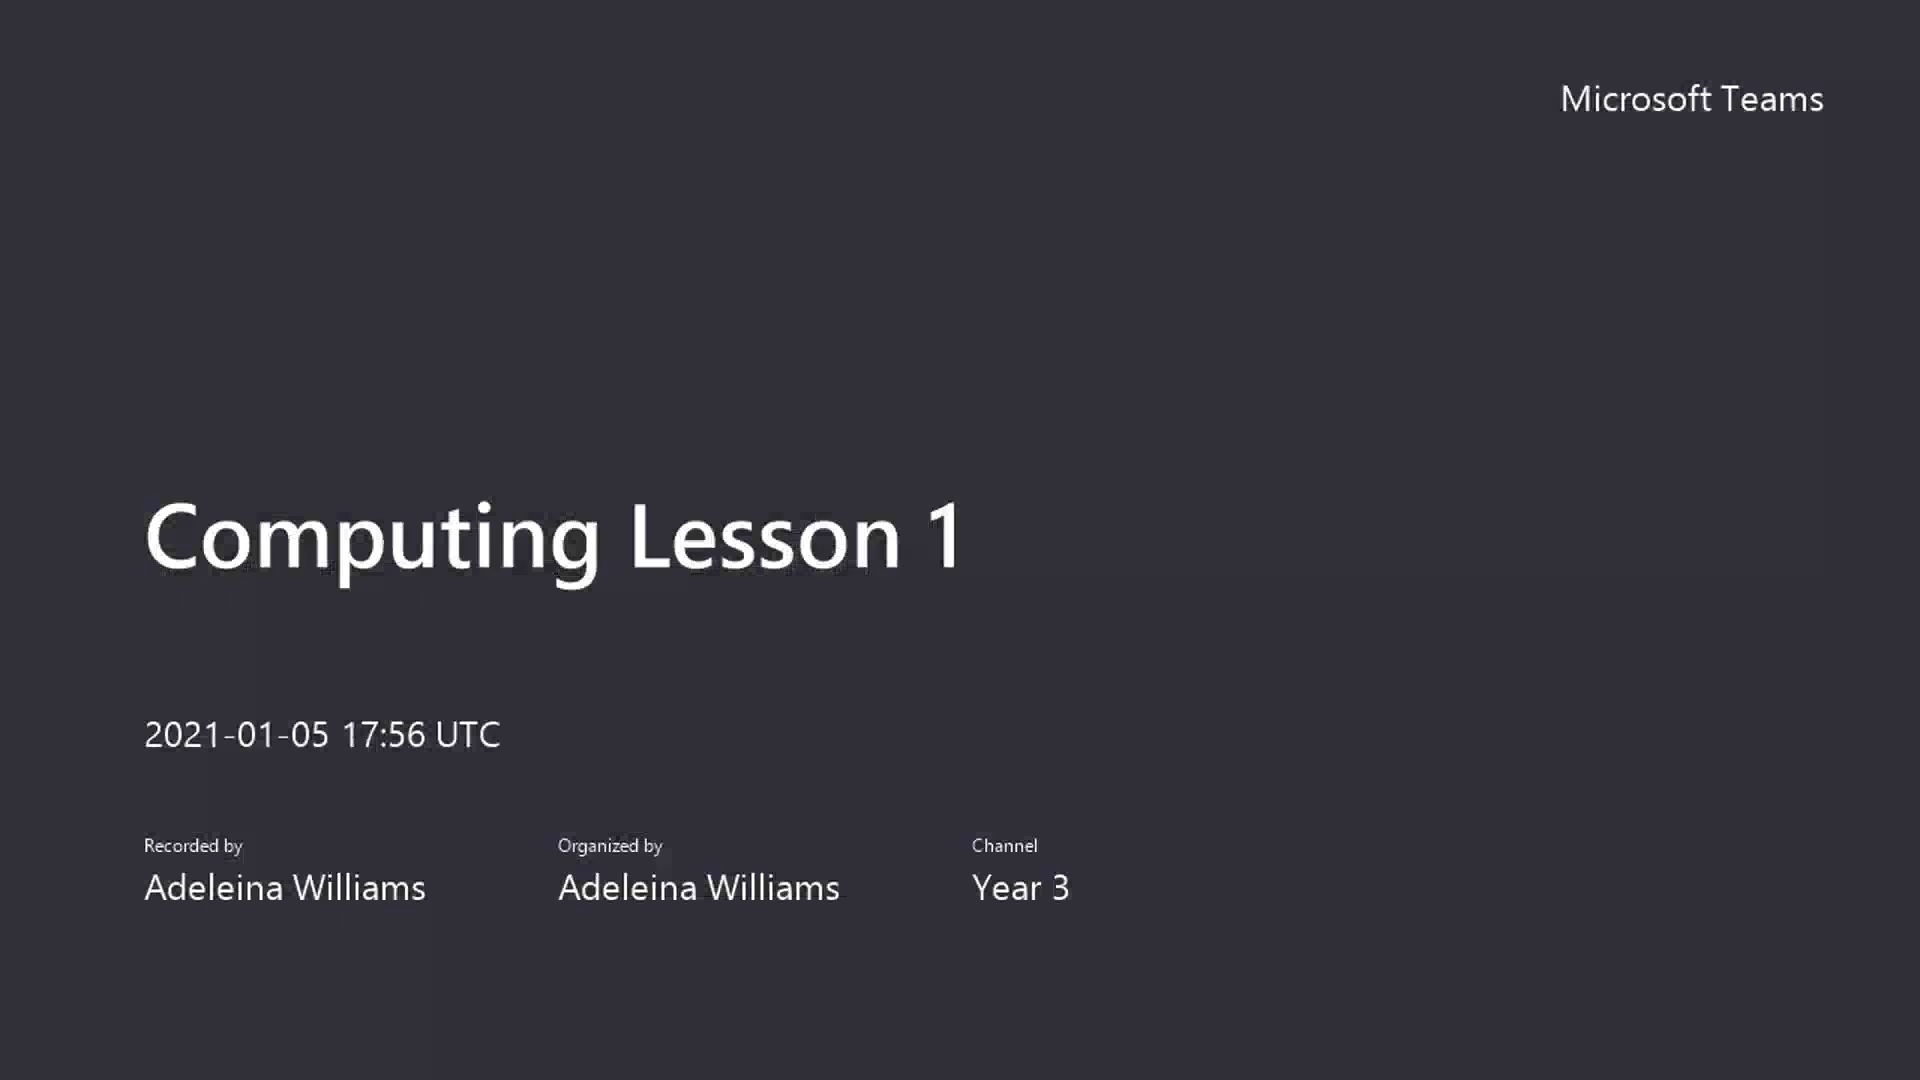 Microsoft Teams
Computing Lesson 1
2021-01-05 17:56 UTC
Recorded by
Adeleina Williams
Organized by
Adeleina Williams
Channel
Year 3